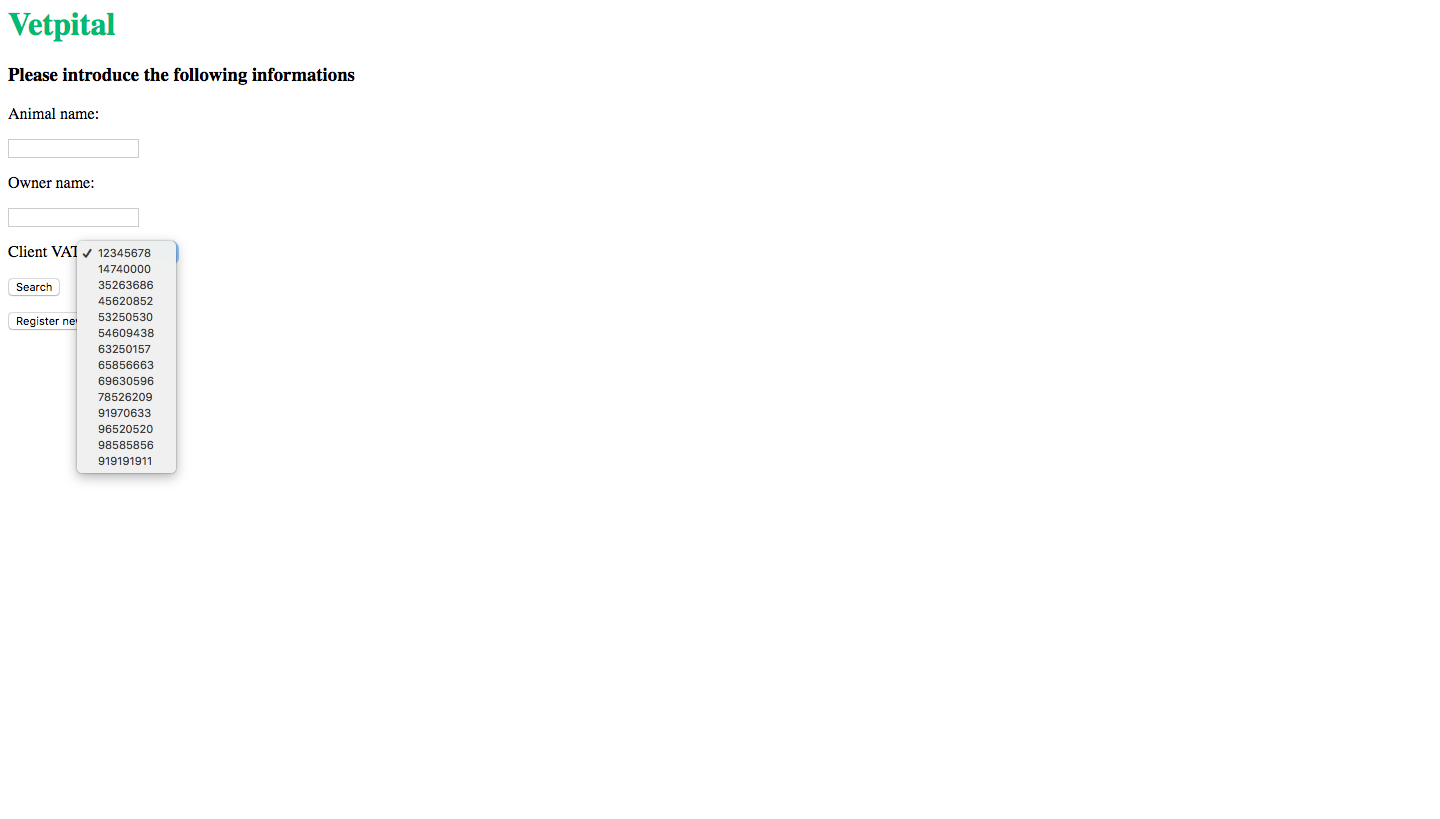 Vetpital
Please introduce the following informations
Animal name:
Owner name:
Client VAT
✓ 12345678
14740000
35263686
45620852
53250530
54609438
63250157
65856663
69630596
78526209
91970633
96520520
98585856
919191911
Search
Register